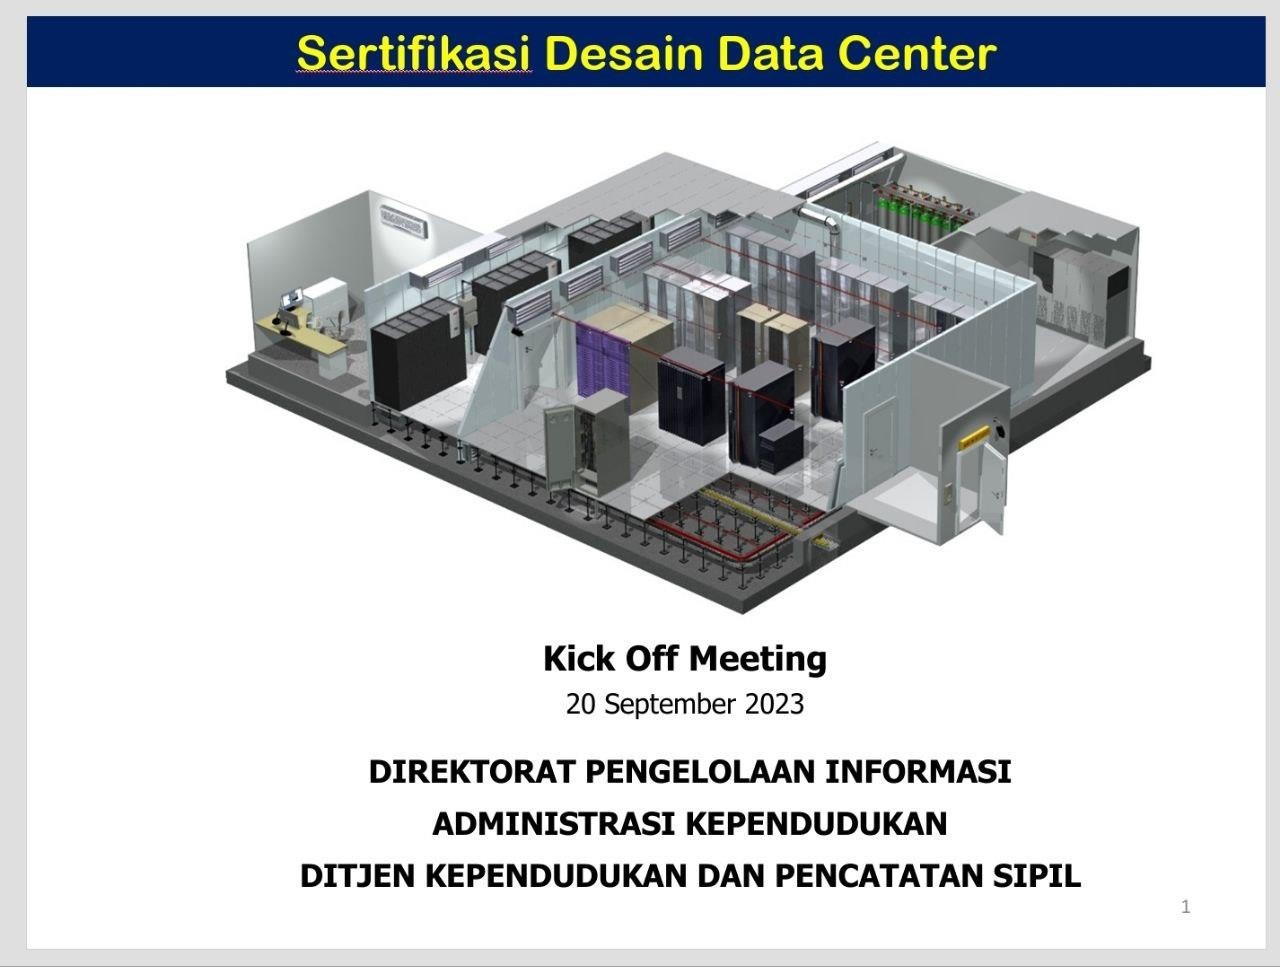 Sertifikasi Desain Data Center
Kick Off Meeting
20 September 2023
DIREKTORAT PENGELOLAAN INFORMASI
ADMINISTRASI KEPENDUDUKAN
DITJEN KEPENDUDUKAN DAN PENCATATAN SIPIL
1